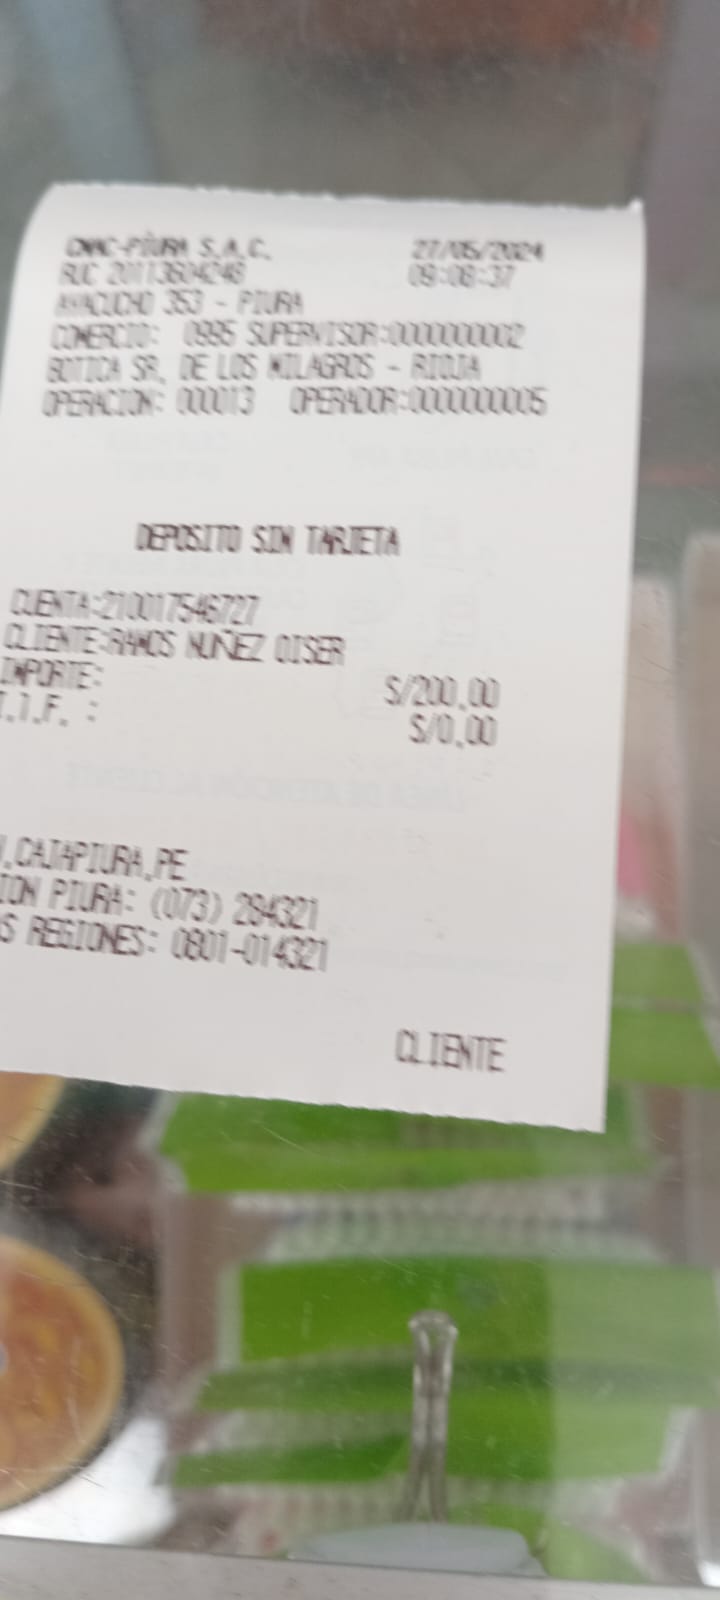 CMAC-PIURA S.A.C. 27/05/2024
RUC 20113604248 09:08:37
AYACUCHO 353 - PIURA
COMERCIO: 0995 SUPERVISOR:0000000002
BOTICA SR. DE LOS MILAGROS - RIOJA
OPERACION: 000013 OPERADOR:0000000005
DEPOSITO SIN TARJETA
CUENTA:210017546727
CLIENTE:RAMOS NUÑEZ OISER
IMPORTE: S/200.00
I.T.F. : S/0.00
W.CAJAPIURA.PE
ION PIURA: (073) 284321
S REGIONES: 0801-014321
CLIENTE